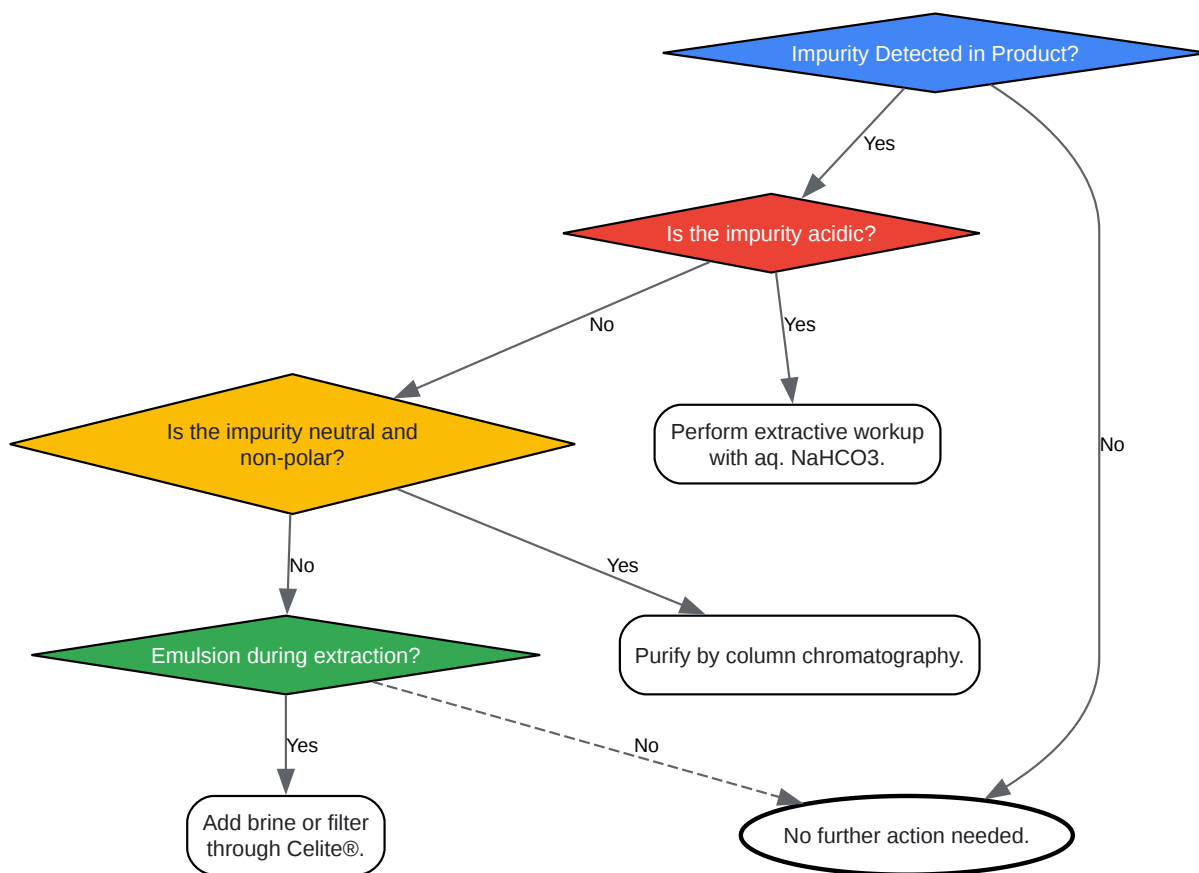 Impurity Detected in Product?
Yes
Is the impurity acidic?
No
Yes
Is the impurity neutral and
non-polar?
Perform extractive workup
with aq. NaHCO3.
No
No
Yes
Emulsion during extraction?
Purify by column chromatography.
Yes
No
Add brine or filter
through Celite®.
No further action needed.